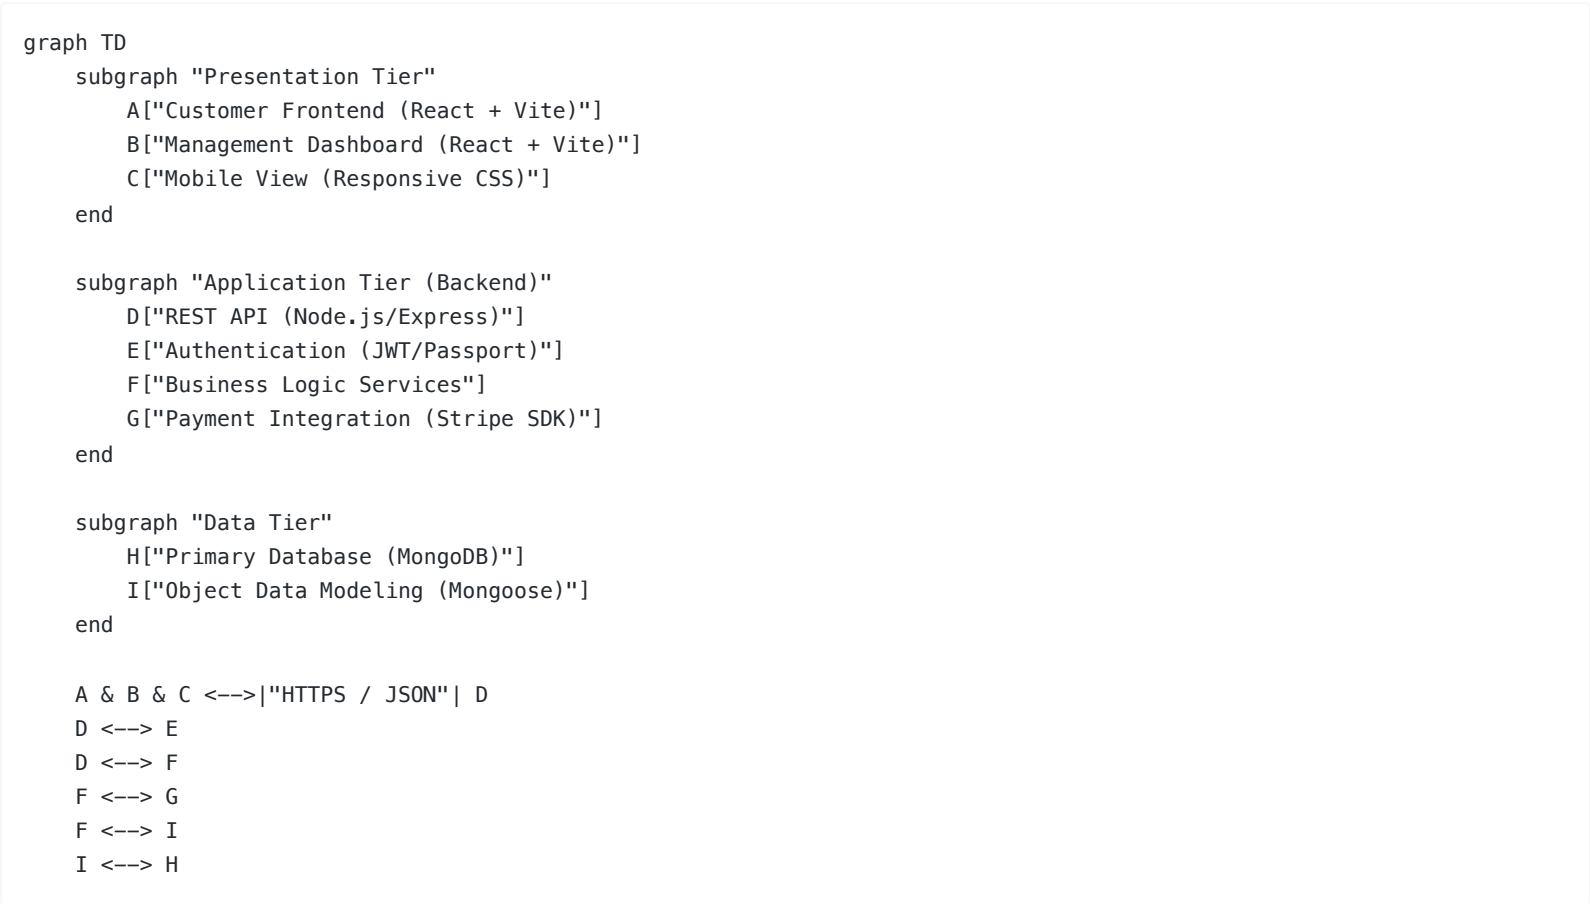 graph TD
    subgraph "Presentation Tier"
        A["Customer Frontend (React + Vite)"]
        B["Management Dashboard (React + Vite)"]
        C["Mobile View (Responsive CSS)"]
    end

    subgraph "Application Tier (Backend)"
        D["REST API (Node.js/Express)"]
        E["Authentication (JWT/Passport)"]
        F["Business Logic Services"]
        G["Payment Integration (Stripe SDK)"]
    end

    subgraph "Data Tier"
        H["Primary Database (MongoDB)"]
        I["Object Data Modeling (Mongoose)"]
    end

    A & B & C <-->|"HTTPS / JSON"| D
    D <--> E
    D <--> F
    F <--> G
    F <--> I
    I <--> H